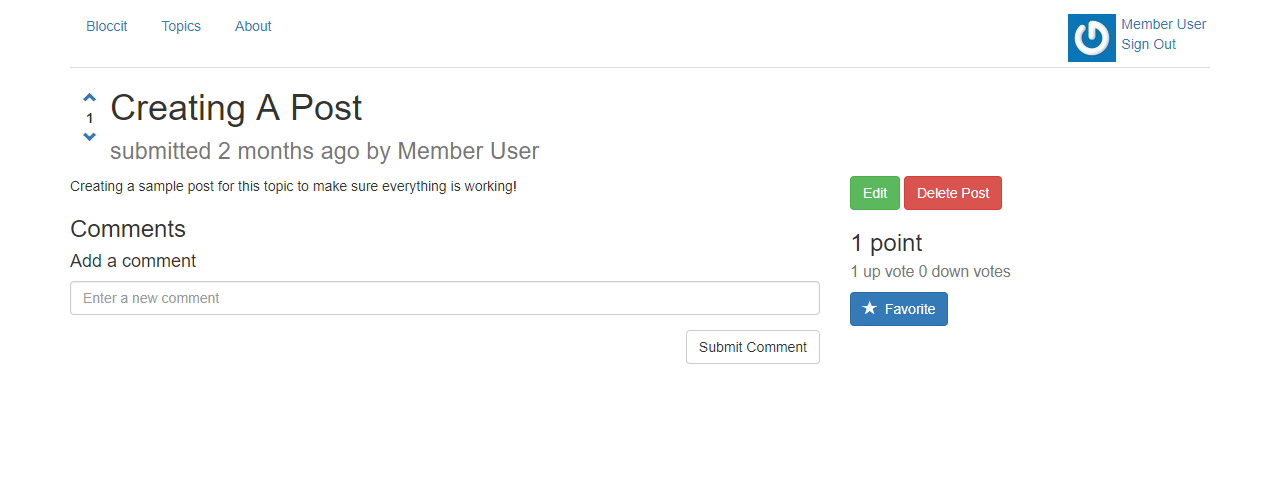 Bloccit Topics About
Member User
Sign Out
1
Creating A Post
submitted 2 months ago by Member User
Creating a sample post for this topic to make sure everything is working!
Comments
Add a comment
Enter a new comment
Submit Comment
Edit Delete Post
1 point
1 up vote 0 down votes
Favorite